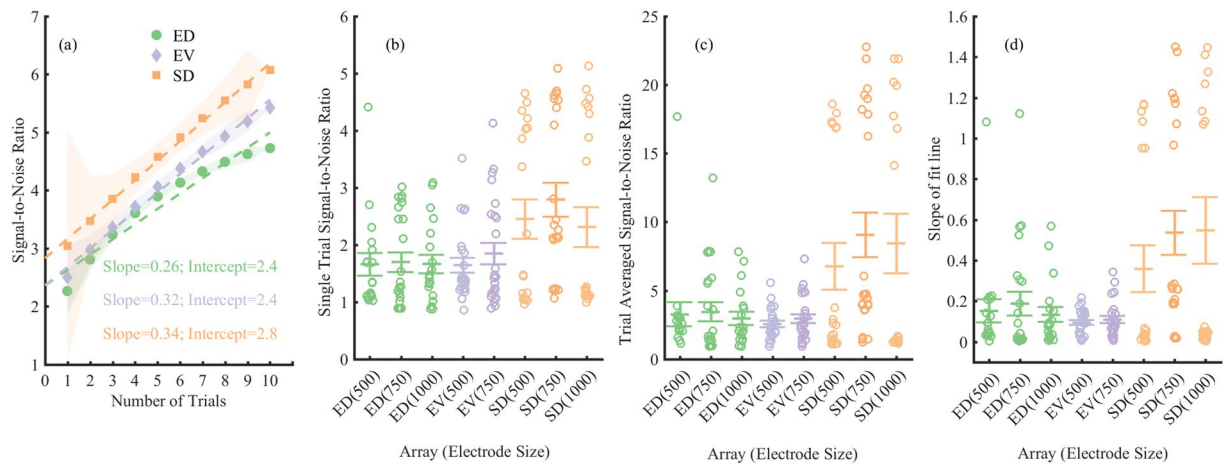 (a)
ED
EV
SD
Signal-to-Noise Ratio
7
6
5
4
3
2
1
Slope=0.26; Intercept=2.4
Slope=0.32; Intercept=2.4
Slope=0.34; Intercept=2.8
0 1 2 3 4 5 6 7 8 9 10
Number of Trials
(b)
Single Trial Signal-to-Noise Ratio
6
5
4
3
2
1
0
ED(500) ED(750) ED(1000) EV(500) EV(750) SD(500) SD(750) SD(1000)
Array (Electrode Size)
(c)
Trial Averaged Signal-to-Noise Ratio
25
20
15
10
5
0
ED(500) ED(750) ED(1000) EV(500) EV(750) SD(500) SD(750) SD(1000)
Array (Electrode Size)
(d)
Slope of fit line
1.6
1.4
1.2
1
0.8
0.6
0.4
0.2
0
ED(500) ED(750) ED(1000) EV(500) EV(750) SD(500) SD(750) SD(1000)
Array (Electrode Size)